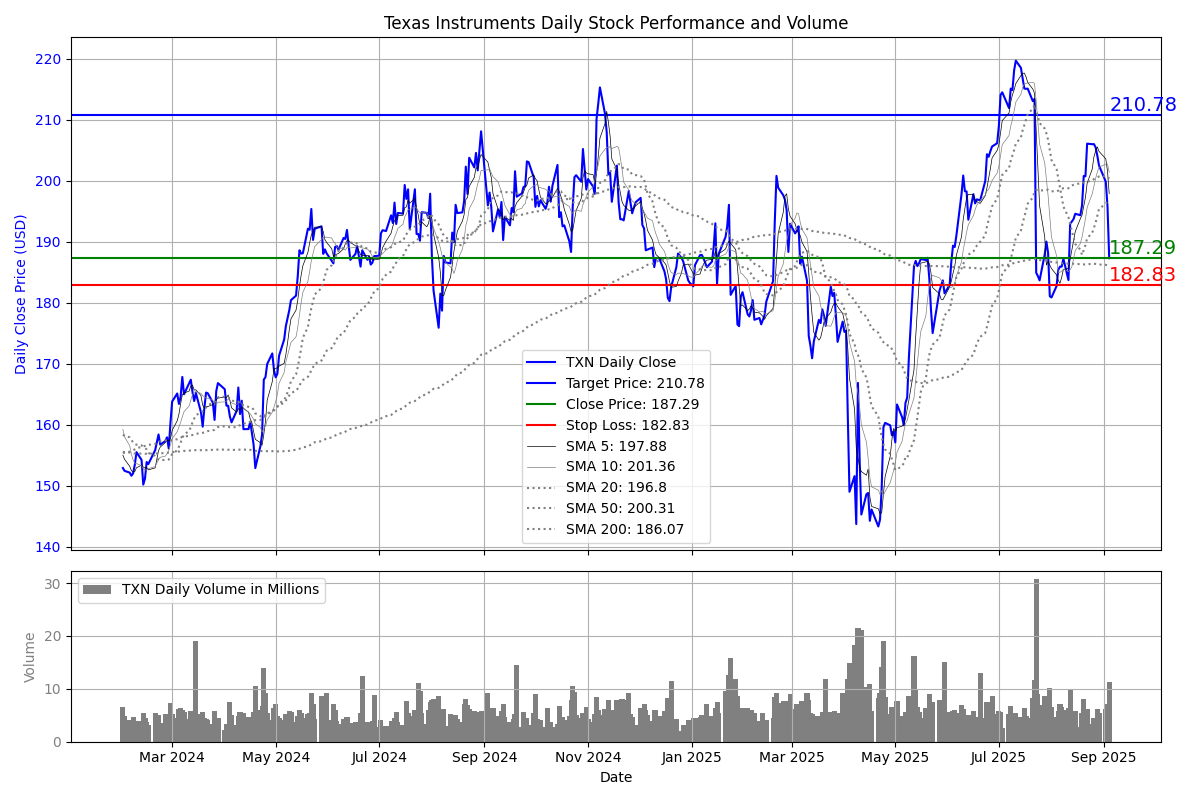 Texas Instruments Daily Stock Performance and Volume
Daily Close Price (USD)
220
210
200
190
180
170
160
150
140
210.78
187.29
182.83
TXN Daily Close
Target Price: 210.78
Close Price: 187.29
Stop Loss: 182.83
SMA 5: 197.88
SMA 10: 201.36
SMA 20: 196.8
SMA 50: 200.31
SMA 200: 186.07
Volume
30
20
10
0
TXN Daily Volume in Millions
Mar 2024 May 2024 Jul 2024 Sep 2024 Nov 2024 Jan 2025 Mar 2025 May 2025 Jul 2025 Sep 2025
Date